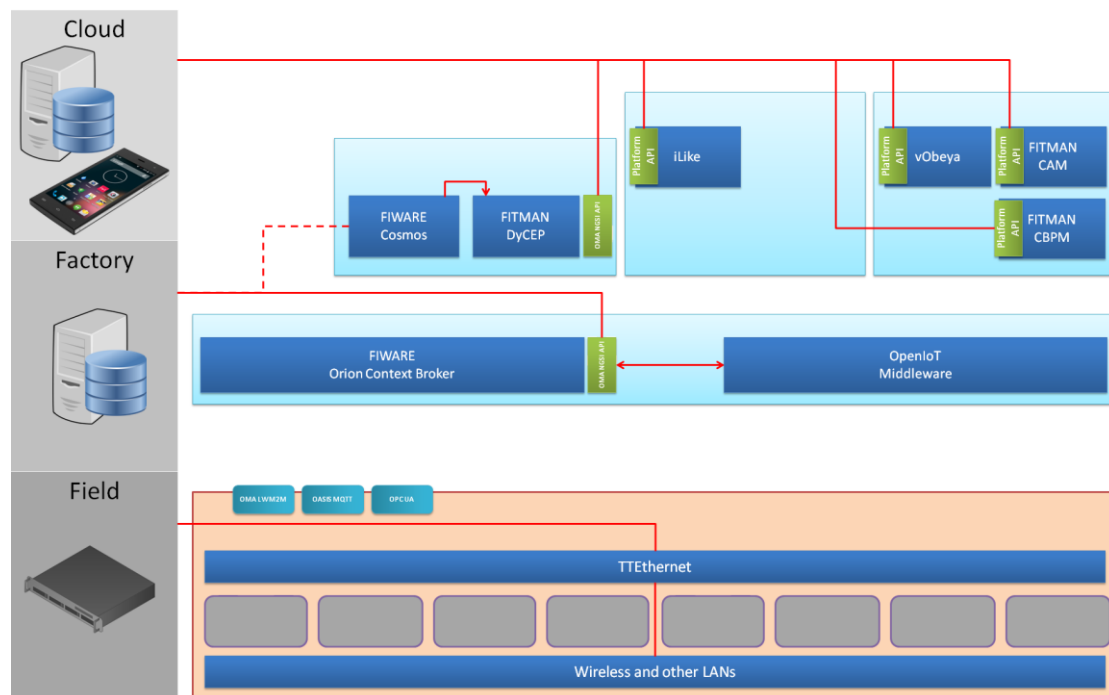 Cloud
Platform
API
iLike
Platform
API
vObeya
Platform
API
FITMAN
CAM
FIWARE
Cosmos
FITMAN
DyCEP
OMA NGSI API
Platform
API
FITMAN
CBPM
Factory
FIWARE
Orion Context Broker
OMA NGSI API
OpenIoT
Middleware
Field
OMA LWM2M
OASIS MQTT
OPC UA
TTEthernet
Wireless and other LANs